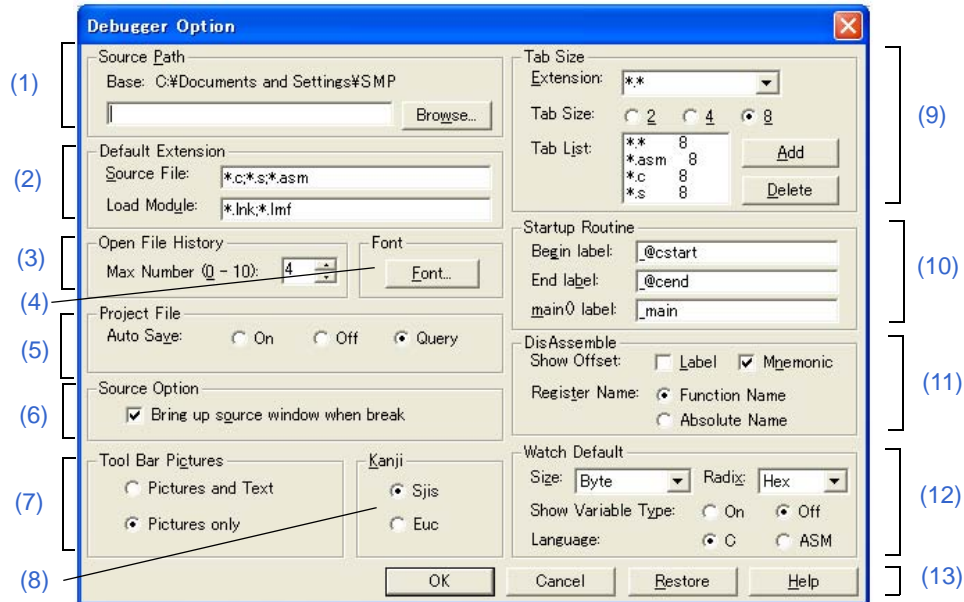 Debugger Option
(1)
Source Path
Base: C:¥Documents and Settings¥SMP
Browse...
(2)
Default Extension
Source File: *.c;*.s;*.asm
Load Module: *.lnk;*.lmf
(3)
Open File History
Max Number (0 - 10): 4
(4)
Font
Font...
(5)
Project File
Auto Save: On Off Query
(6)
Source Option
Bring up source window when break
(7)
Tool Bar Pictures
Pictures and Text
Pictures only
(8)
Kanji
Sjis
Euc
(9)
Tab Size
Extension: *.*
Tab Size: 2 4 8
Tab List:
*.* 8
*.asm 8
*.c 8
*.s 8
Add
Delete
(10)
Startup Routine
Begin label: _@cstart
End label: _@cend
main() label: _main
(11)
DisAssemble
Show Offset: Label Mnemonic
Register Name: Function Name
Absolute Name
(12)
Watch Default
Size: Byte Radix: Hex
Show Variable Type: On Off
Language: C ASM
(13)
OK Cancel Restore Help